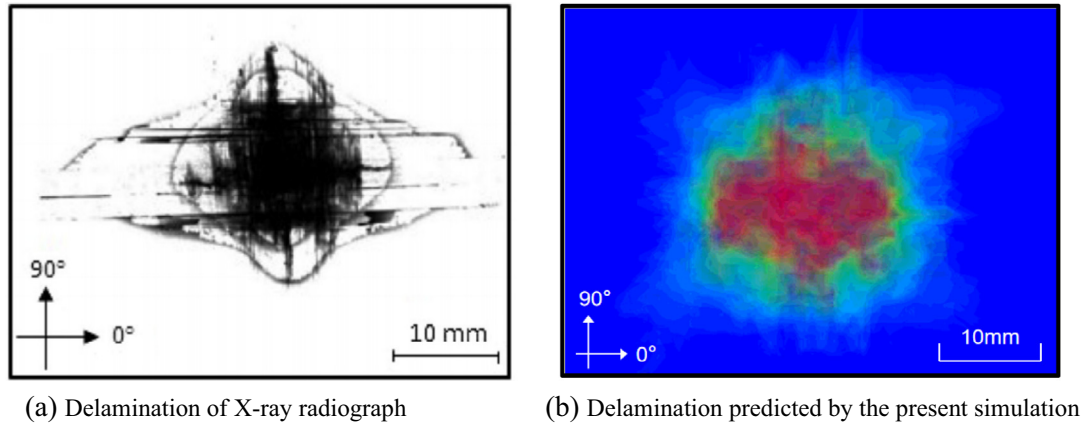 90°
0°
10 mm
90°
0°
10mm
(a) Delamination of X-ray radiograph
(b) Delamination predicted by the present simulation